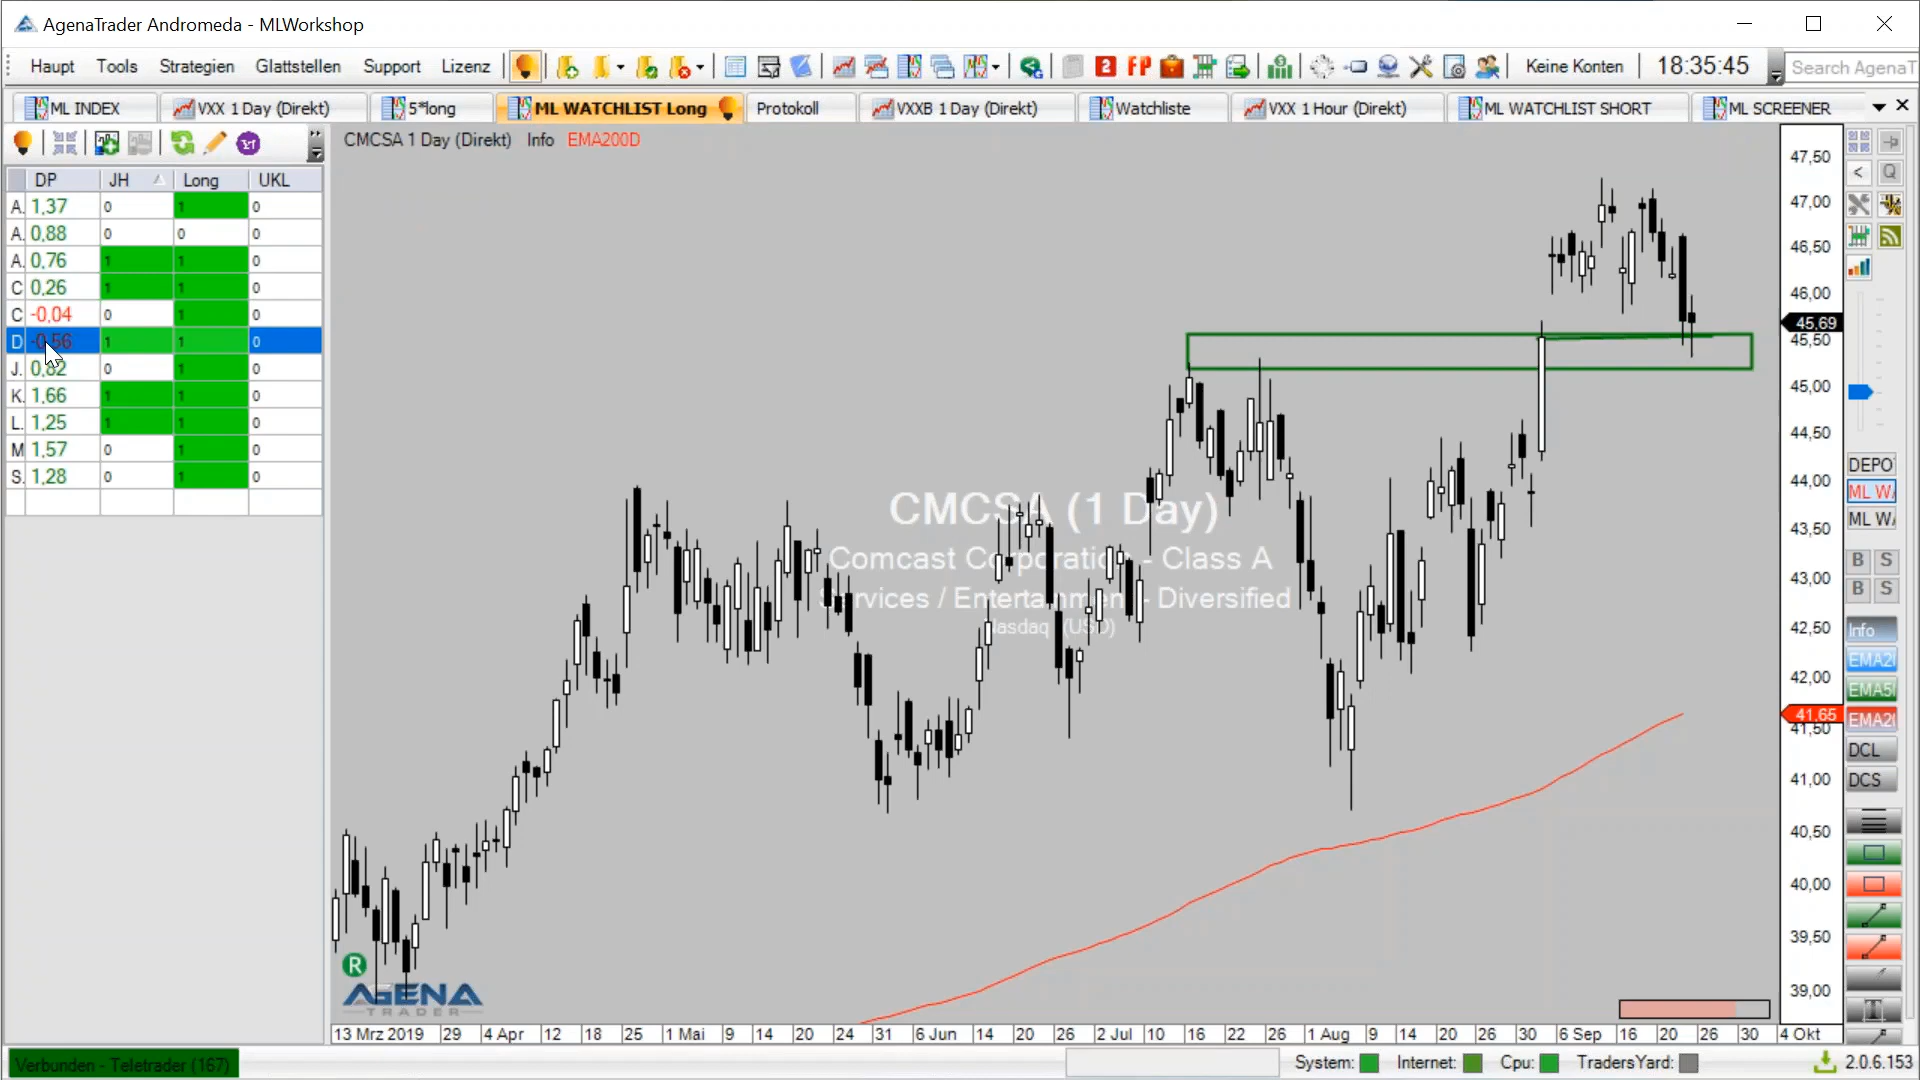 AgenaTrader Andromeda - MLWorkshop
Haupt Tools Strategien Glattstellen Support Lizenz 2 FP Keine Konten 18:35:45 Search AgenaT
ML INDEX VXX 1 Day (Direkt) 5*long ML WATCHLIST Long Protokoll VXXB 1 Day (Direkt) Watchliste VXX 1 Hour (Direkt) ML WATCHLIST SHORT ML SCREENER
CMCSA 1 Day (Direkt) Info EMA200D
DP JH Long UKL
A. 1,37 0 1 0
A. 0,88 0 0 0
A. 0,76 1 1 0
C 0,26 1 1 0
C -0,04 0 1 0
D -0,56 1 1 0
J. 0,82 0 1 0
K. 1,66 1 1 0
L. 1,25 1 1 0
M 1,57 0 1 0
S. 1,28 0 1 0
CMCSA (1 Day)
Comcast Corporation - Class A
Services / Entertainment - Diversified
Nasdaq (USD)
47,50
47,00
46,50
46,00
45,69
45,50
45,00
44,50
44,00
43,50
43,00
42,50
42,00
41,65
41,50
41,00
40,50
40,00
39,50
39,00
< Q
DEPO
ML W
ML W
B S
B S
Info
EMA2
EMA5
EMA2
DCL
DCS
R
AGENA
TRADER
13 Mrz 2019 29 4 Apr 12 18 25 1 Mai 9 14 20 24 31 6 Jun 14 20 26 2 Jul 10 16 22 26 1 Aug 9 14 20 26 30 6 Sep 16 20 26 30 4 Okt
Verbunden - Teletrader (167) System: Internet: Cpu: TradersYard: 2.0.6.153